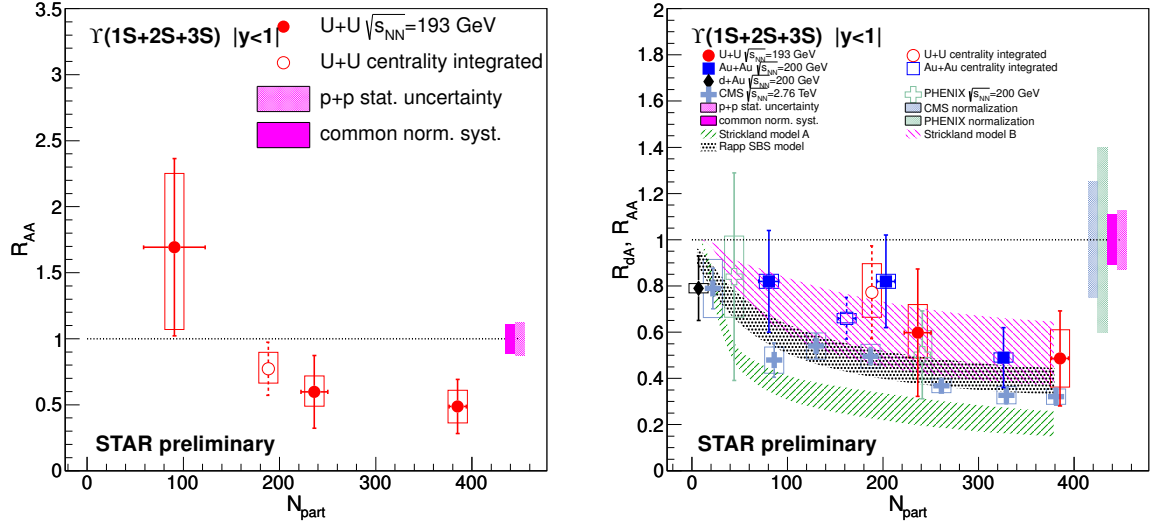 ϒ(1S+2S+3S) |y<1|
U+U √sNN=193 GeV
U+U centrality integrated
p+p stat. uncertainty
common norm. syst.
STAR preliminary
RAA
3.5
3
2.5
2
1.5
1
0.5
0
0 100 200 300 400
Npart
ϒ(1S+2S+3S) |y<1|
U+U √sNN=193 GeV U+U centrality integrated
Au+Au √sNN=200 GeV Au+Au centrality integrated
d+Au √sNN=200 GeV
CMS √sNN=2.76 TeV PHENIX √sNN=200 GeV
p+p stat. uncertainty CMS normalization
common norm. syst. PHENIX normalization
Strickland model A Strickland model B
Rapp SBS model
STAR preliminary
RdA, RAA
2
1.8
1.6
1.4
1.2
1
0.8
0.6
0.4
0.2
0
0 100 200 300 400
Npart